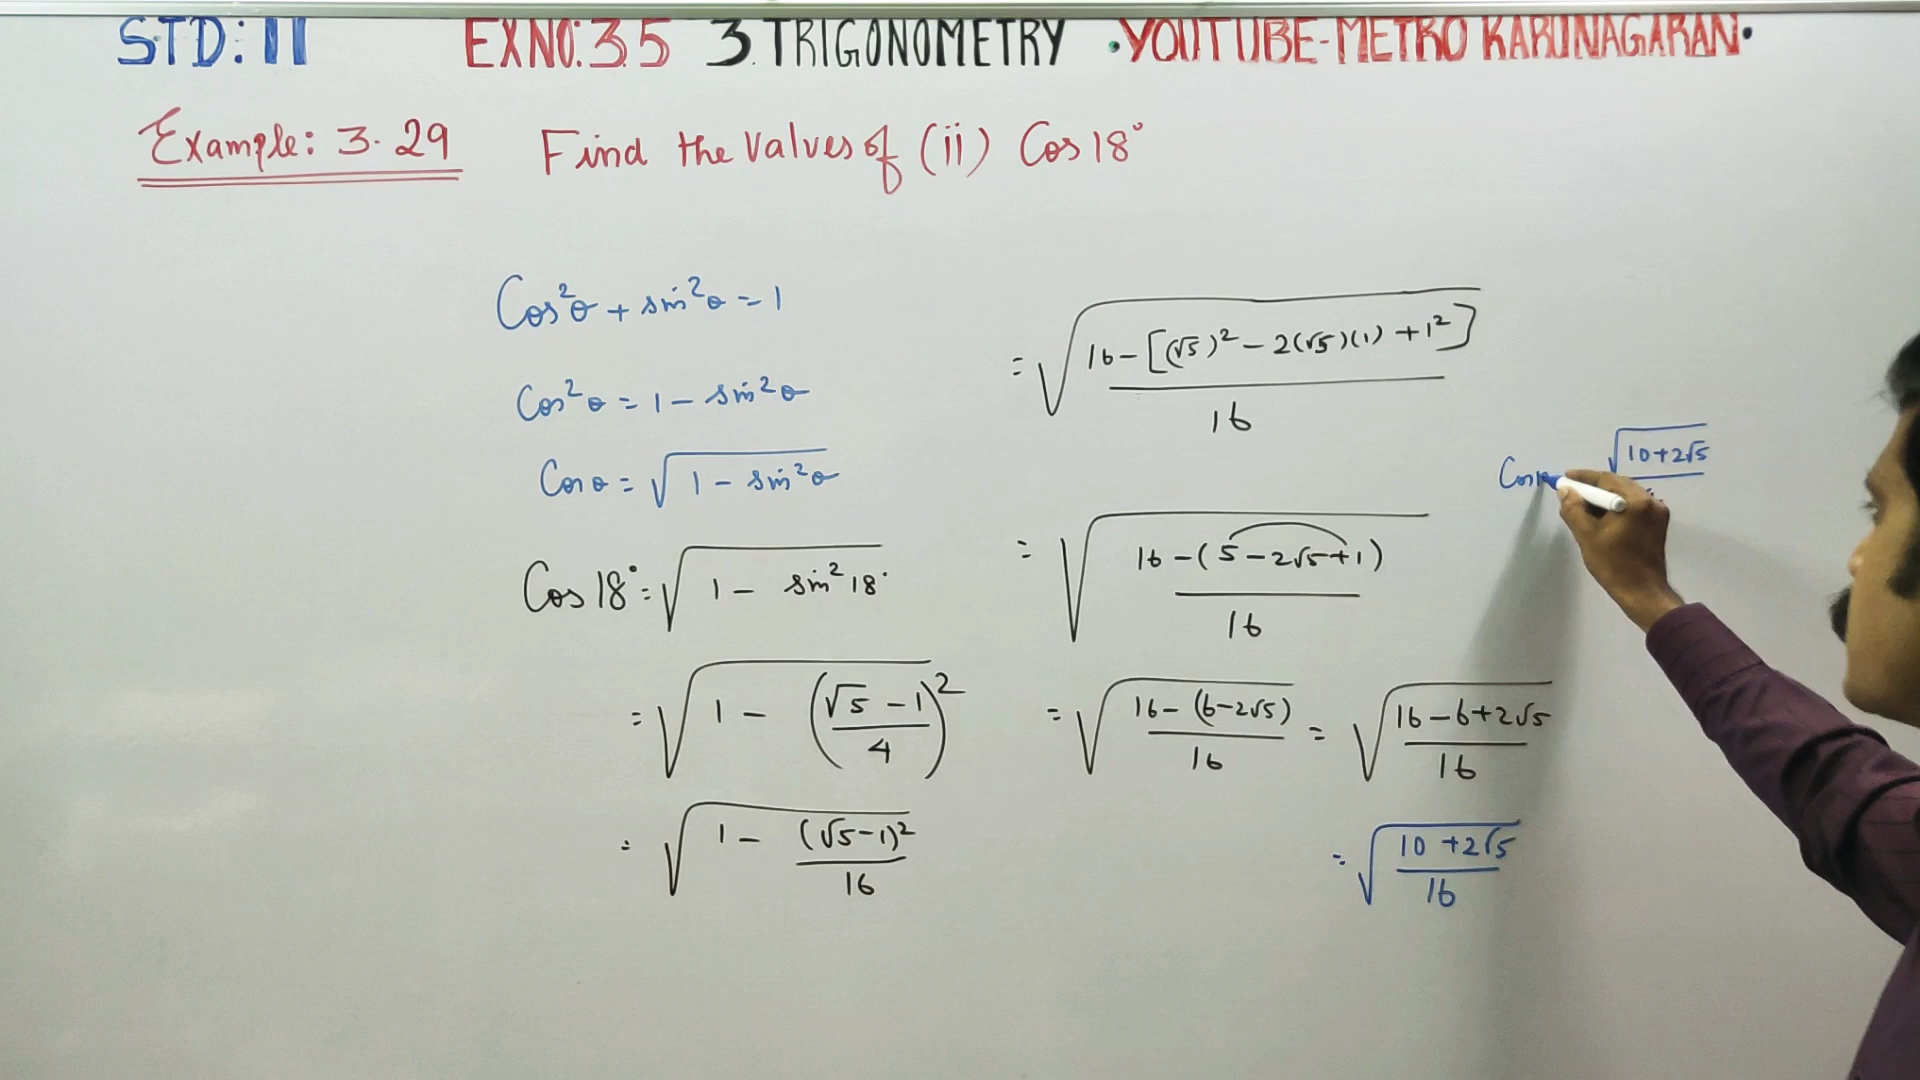 STD: 11 EXNO: 3.5 3. TRIGONOMETRY • YOUTUBE-METRO KARUNAGARAN •
Example: 3.29 Find the values of (ii) Cos 18°
Cos²θ + sin²θ = 1
Cos²θ = 1 - sin²θ
Cosθ = √(1 - sin²θ)
Cos 18° = √(1 - sin² 18°)
= √(1 - ((√5 - 1)/4)²)
= √(1 - (√5-1)²/16)
= √((16 - [(√5)² - 2(√5)(1) + 1²])/16)
= √((16 - (5 - 2√5 + 1))/16)
= √((16 - (6-2√5))/16) = √((16 - 6 + 2√5)/16)
= √((10 + 2√5)/16)
Cos √(10+2√5)